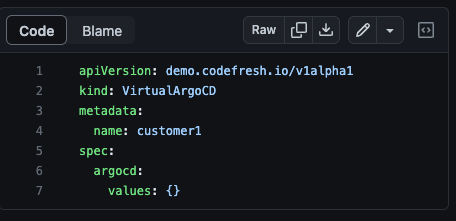 Code Blame Raw
1 apiVersion: demo.codefresh.io/v1alpha1
2 kind: VirtualArgoCD
3 metadata:
4   name: customer1
5 spec:
6   argocd:
7     values: {}